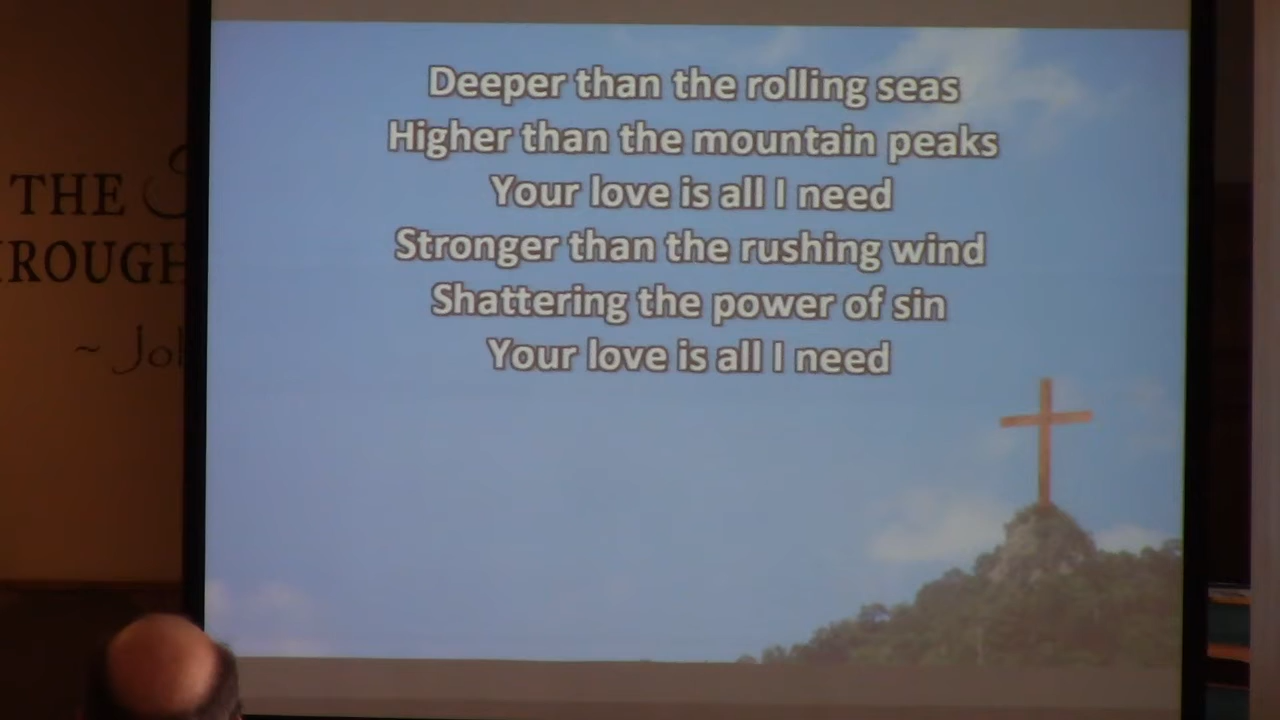 Deeper than the rolling seas
Higher than the mountain peaks
Your love is all I need
Stronger than the rushing wind
Shattering the power of sin
Your love is all I need
THE